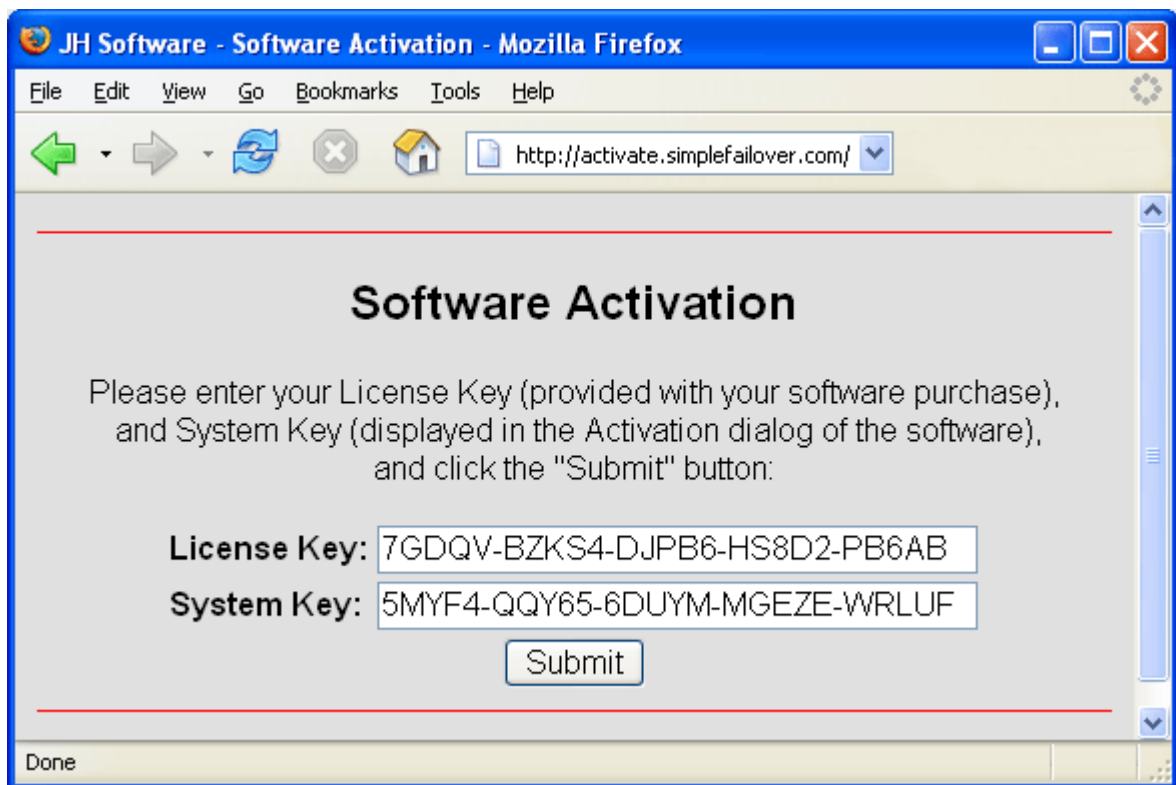 JH Software - Software Activation - Mozilla Firefox
File Edit View Go Bookmarks Tools Help
http://activate.simplefailover.com/
Software Activation
Please enter your License Key (provided with your software purchase),
and System Key (displayed in the Activation dialog of the software),
and click the "Submit" button:
License Key: 7GDQV-BZKS4-DJPB6-HS8D2-PB6AB
System Key: 5MYF4-QQY65-6DUYM-MGEZE-WRLUF
Submit
Done